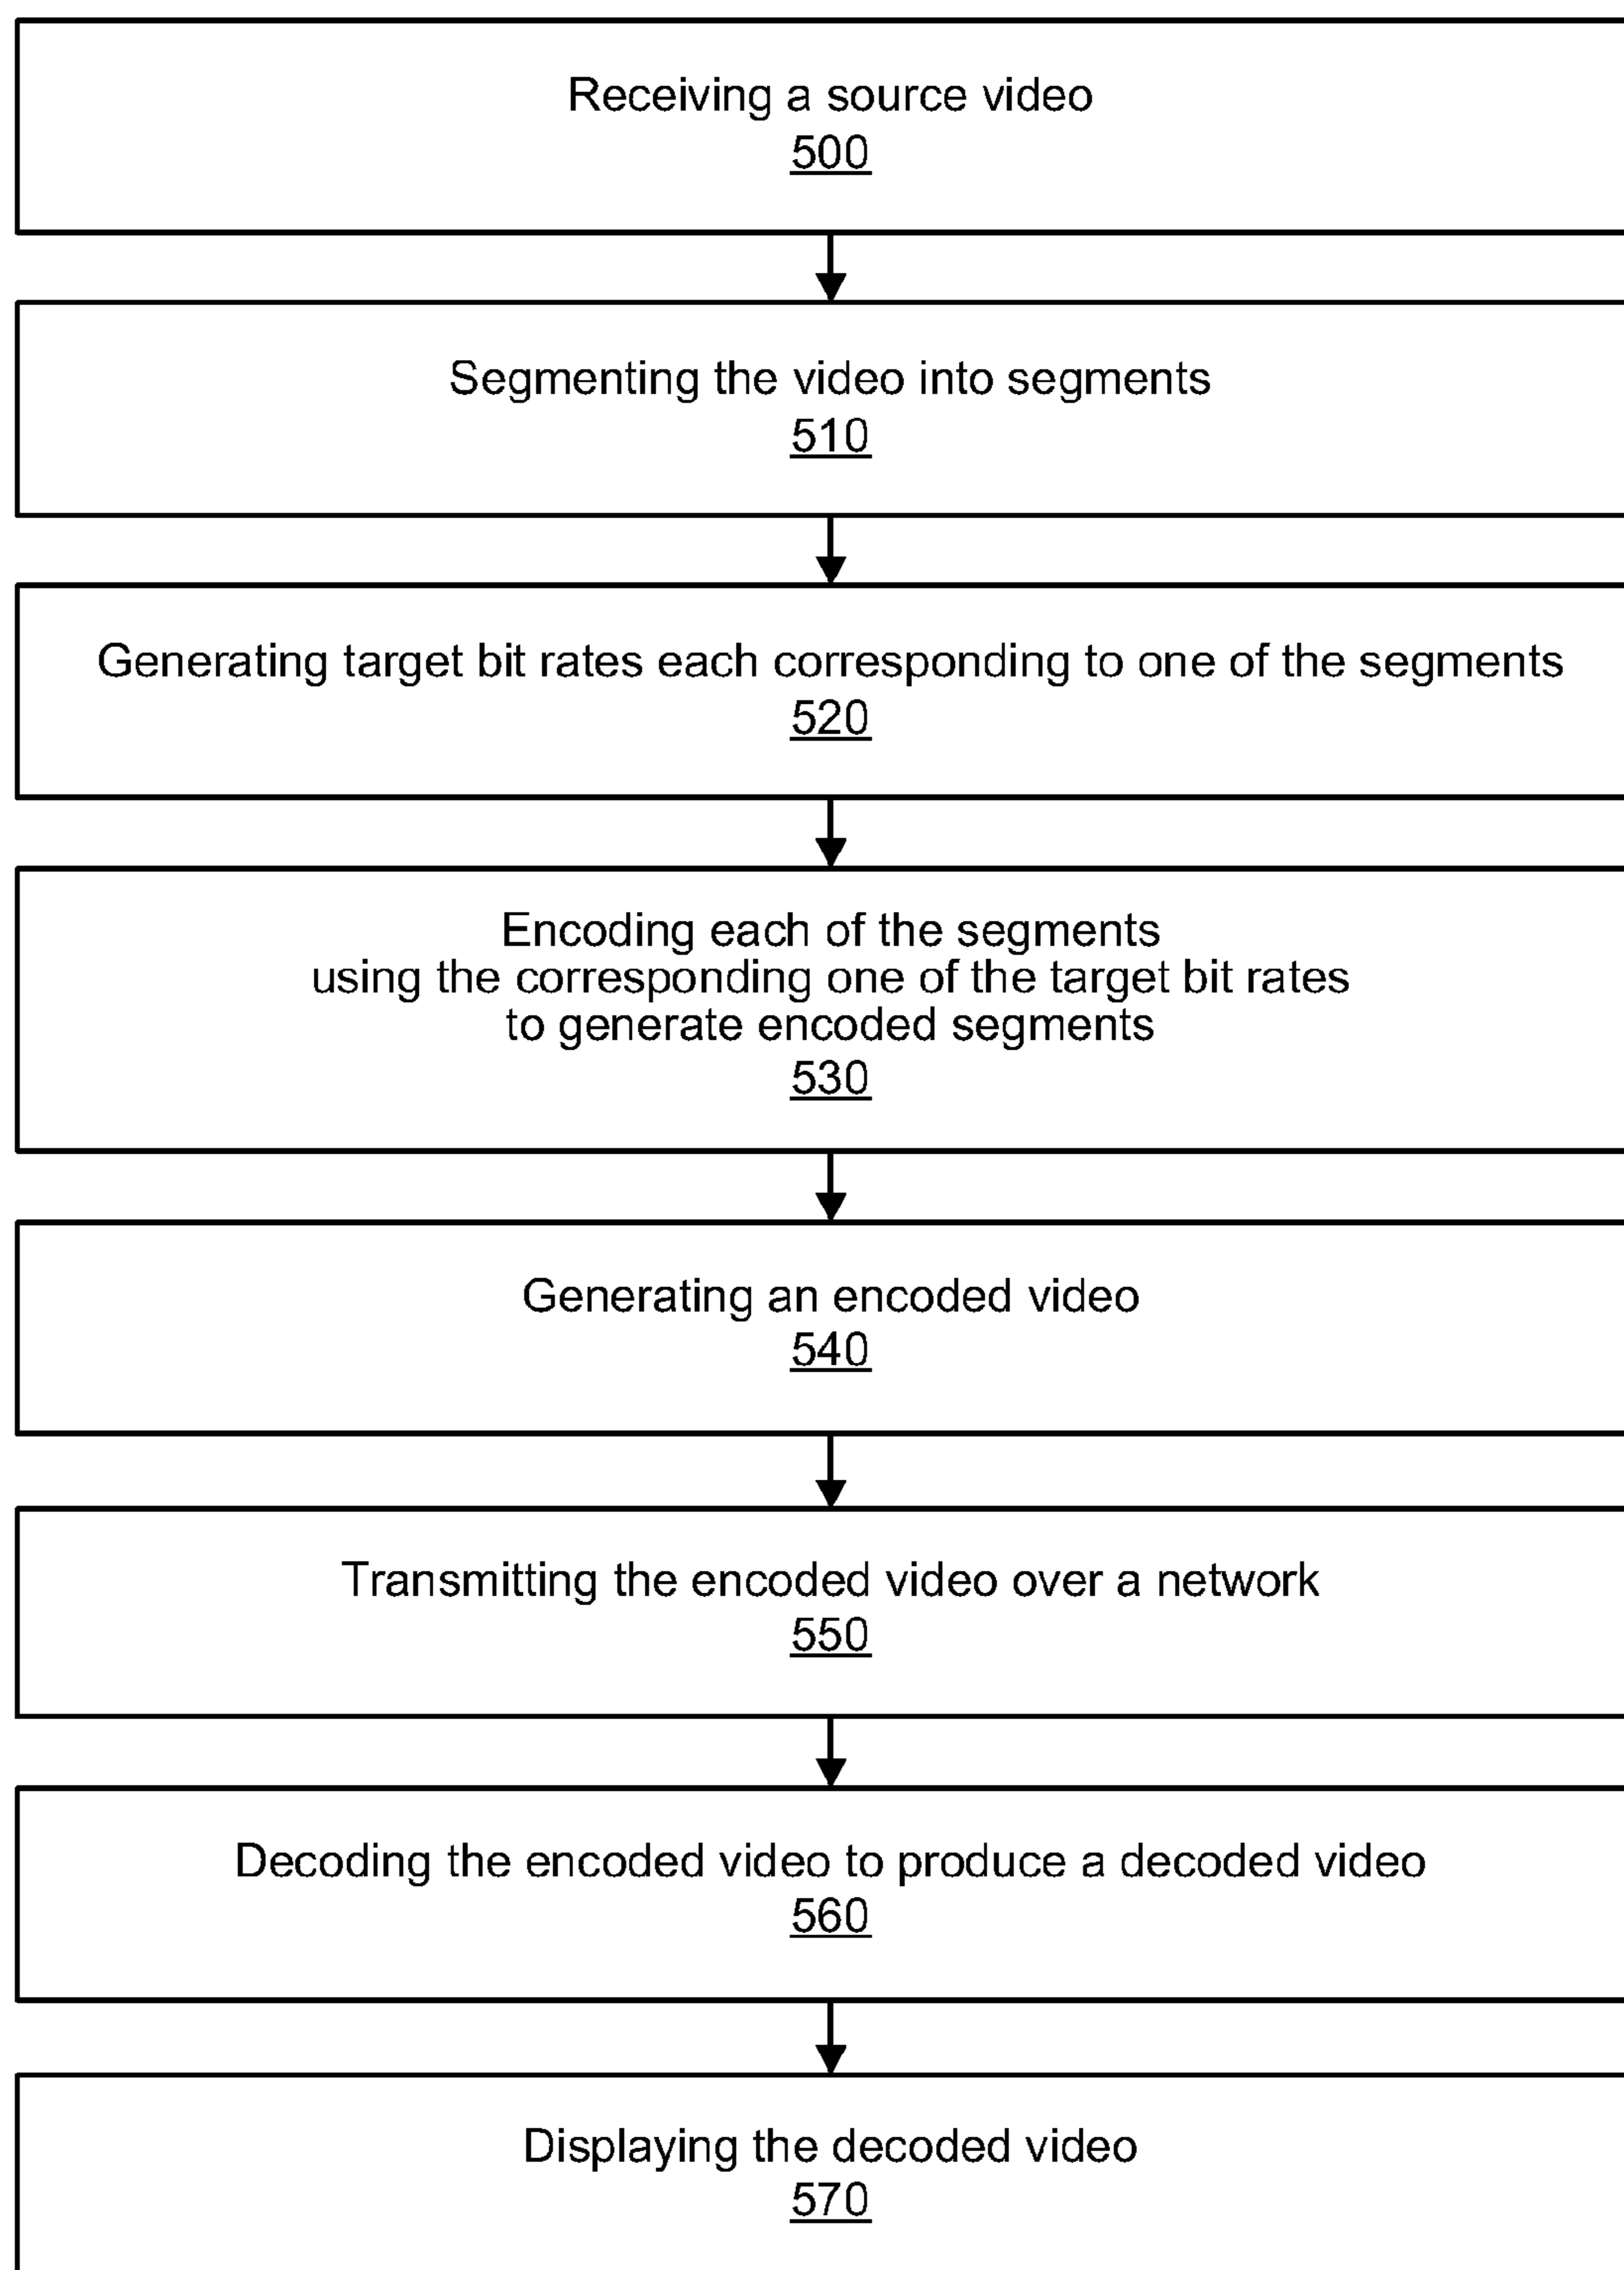 Receiving a source video
500
Segmenting the video into segments
510
Generating target bit rates each corresponding to one of the segments
520
Encoding each of the segments
using the corresponding one of the target bit rates
to generate encoded segments
530
Generating an encoded video
540
Transmitting the encoded video over a network
550
Decoding the encoded video to produce a decoded video
560
Displaying the decoded video
570